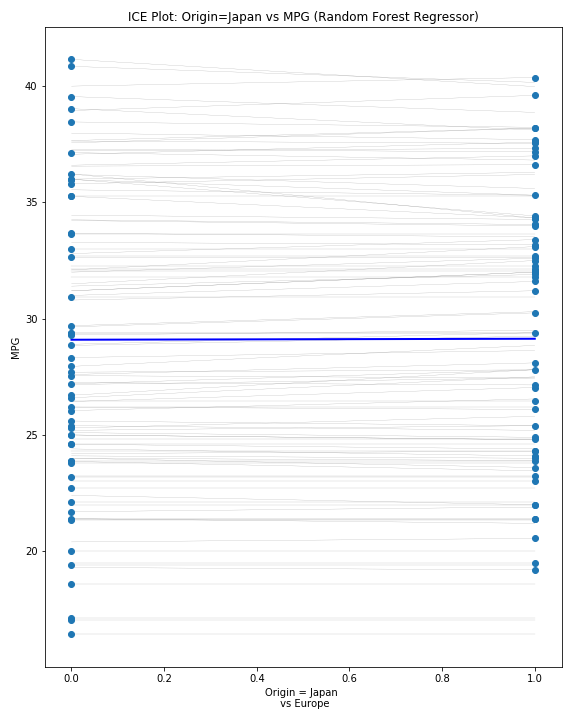 ICE Plot: Origin=Japan vs MPG (Random Forest Regressor)
40
35
30
25
20
MPG
0.0 0.2 0.4 0.6 0.8 1.0
Origin = Japan
vs Europe